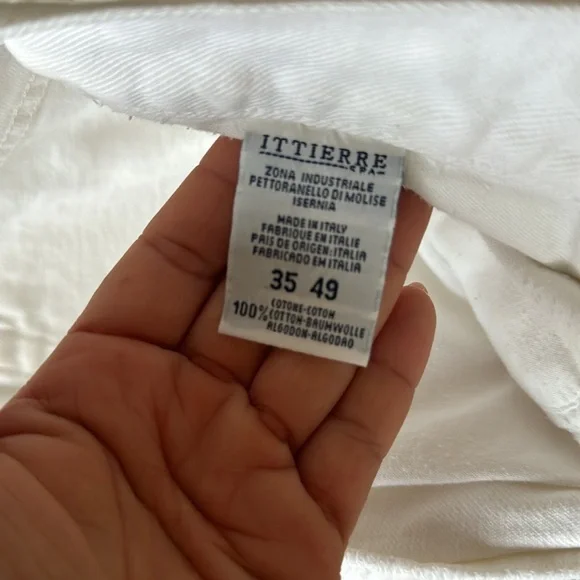 ITTIERRE
SPA
ZONA INDUSTRIALE
PETTORANELLO DI MOLISE
ISERNIA
MADE IN ITALY
FABRIQUE EN ITALIE
PAIS DE ORIGEN:ITALIA
FABRICADO EM ITALIA
35 49
COTONE-COTON
100% COTTON-BAUMWOLLE
ALGODON-ALGODAO